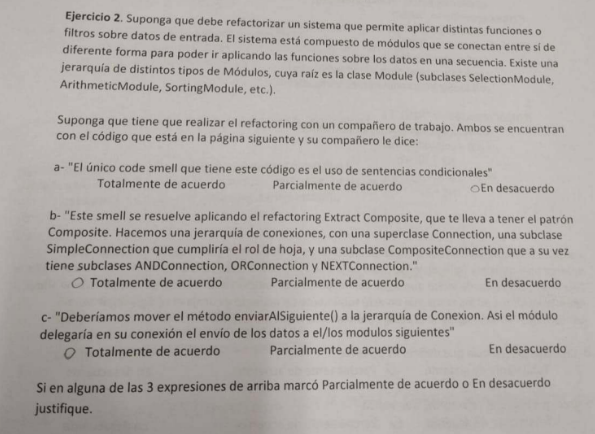 Ejercicio 2. Suponga que debe refactorizar un sistema que permite aplicar distintas funciones o
filtros sobre datos de entrada. El sistema está compuesto de módulos que se conectan entre sí de
diferente forma para poder ir aplicando las funciones sobre los datos en una secuencia. Existe una
jerarquía de distintos tipos de Módulos, cuya raíz es la clase Module (subclases SelectionModule,
ArithmeticModule, SortingModule, etc.).
Suponga que tiene que realizar el refactoring con un compañero de trabajo. Ambos se encuentran
con el código que está en la página siguiente y su compañero le dice:
a- "El único code smell que tiene este código es el uso de sentencias condicionales"
Totalmente de acuerdo Parcialmente de acuerdo En desacuerdo
b- "Este smell se resuelve aplicando el refactoring Extract Composite, que te lleva a tener el patrón
Composite. Hacemos una jerarquía de conexiones, con una superclase Connection, una subclase
SimpleConnection que cumpliría el rol de hoja, y una subclase CompositeConnection que a su vez
tiene subclases ANDConnection, ORConnection y NEXTConnection."
Totalmente de acuerdo Parcialmente de acuerdo En desacuerdo
c- "Deberíamos mover el método enviarAlSiguiente() a la jerarquía de Conexion. Asi el módulo
delegaría en su conexión el envío de los datos a el/los modulos siguientes"
Totalmente de acuerdo Parcialmente de acuerdo En desacuerdo
Si en alguna de las 3 expresiones de arriba marcó Parcialmente de acuerdo o En desacuerdo
justifique.